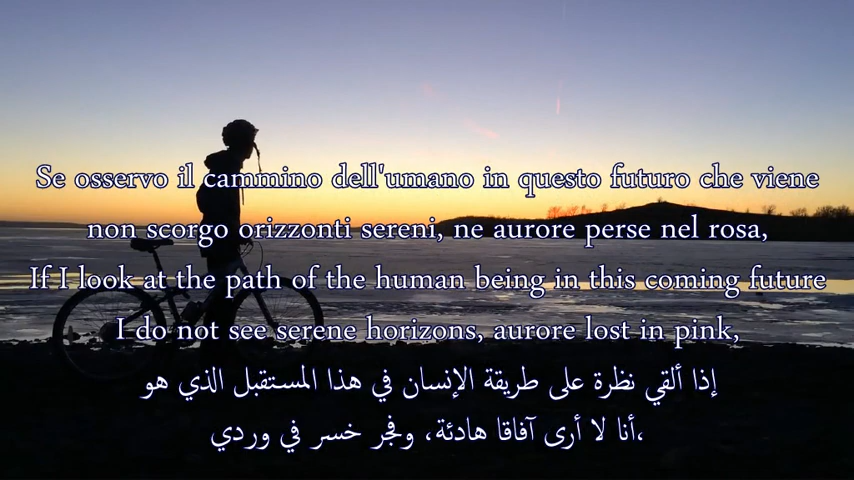 Se osservo il cammino dell'umano in questo futuro che viene
non scorgo orizzonti sereni, ne aurore perse nel rosa,
If I look at the path of the human being in this coming future
I do not see serene horizons, aurore lost in pink,
إذا ألقي نظرة على طريقة الإنسان في هذا المستقبل الذي هو
أنا لا أرى آفاقا هادئة، وفجر خسر في وردي،